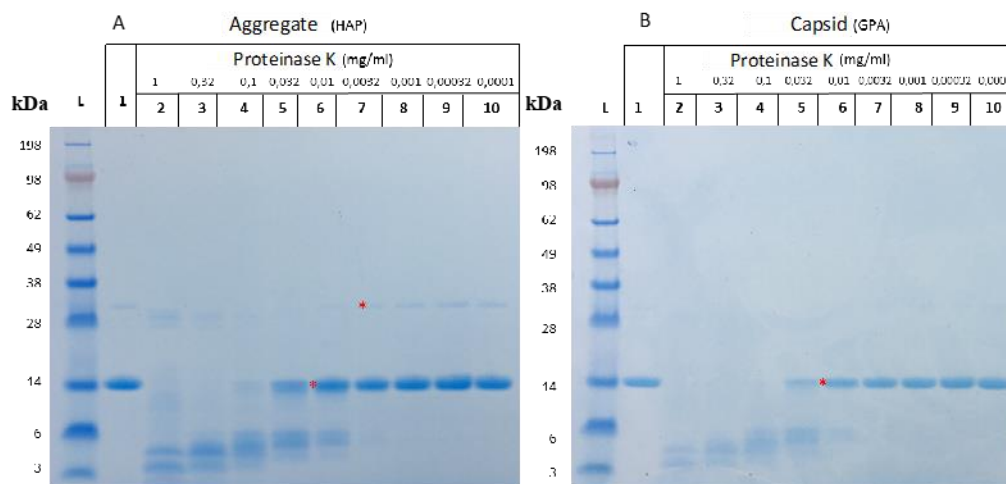 A Aggregate (HAP)
Proteinase K (mg/ml)
1 0,32 0,1 0,032 0,01 0,0032 0,001 0,00032 0,0001
kDa L 1 2 3 4 5 6 7 8 9 10
198
98
62
49
38
28
14
6
3
*
*
B Capsid (GPA)
Proteinase K (mg/ml)
1 0,32 0,1 0,032 0,01 0,0032 0,001 0,00032 0,000
kDa L 1 2 3 4 5 6 7 8 9 10
198
98
62
49
38
28
14
6
3
*